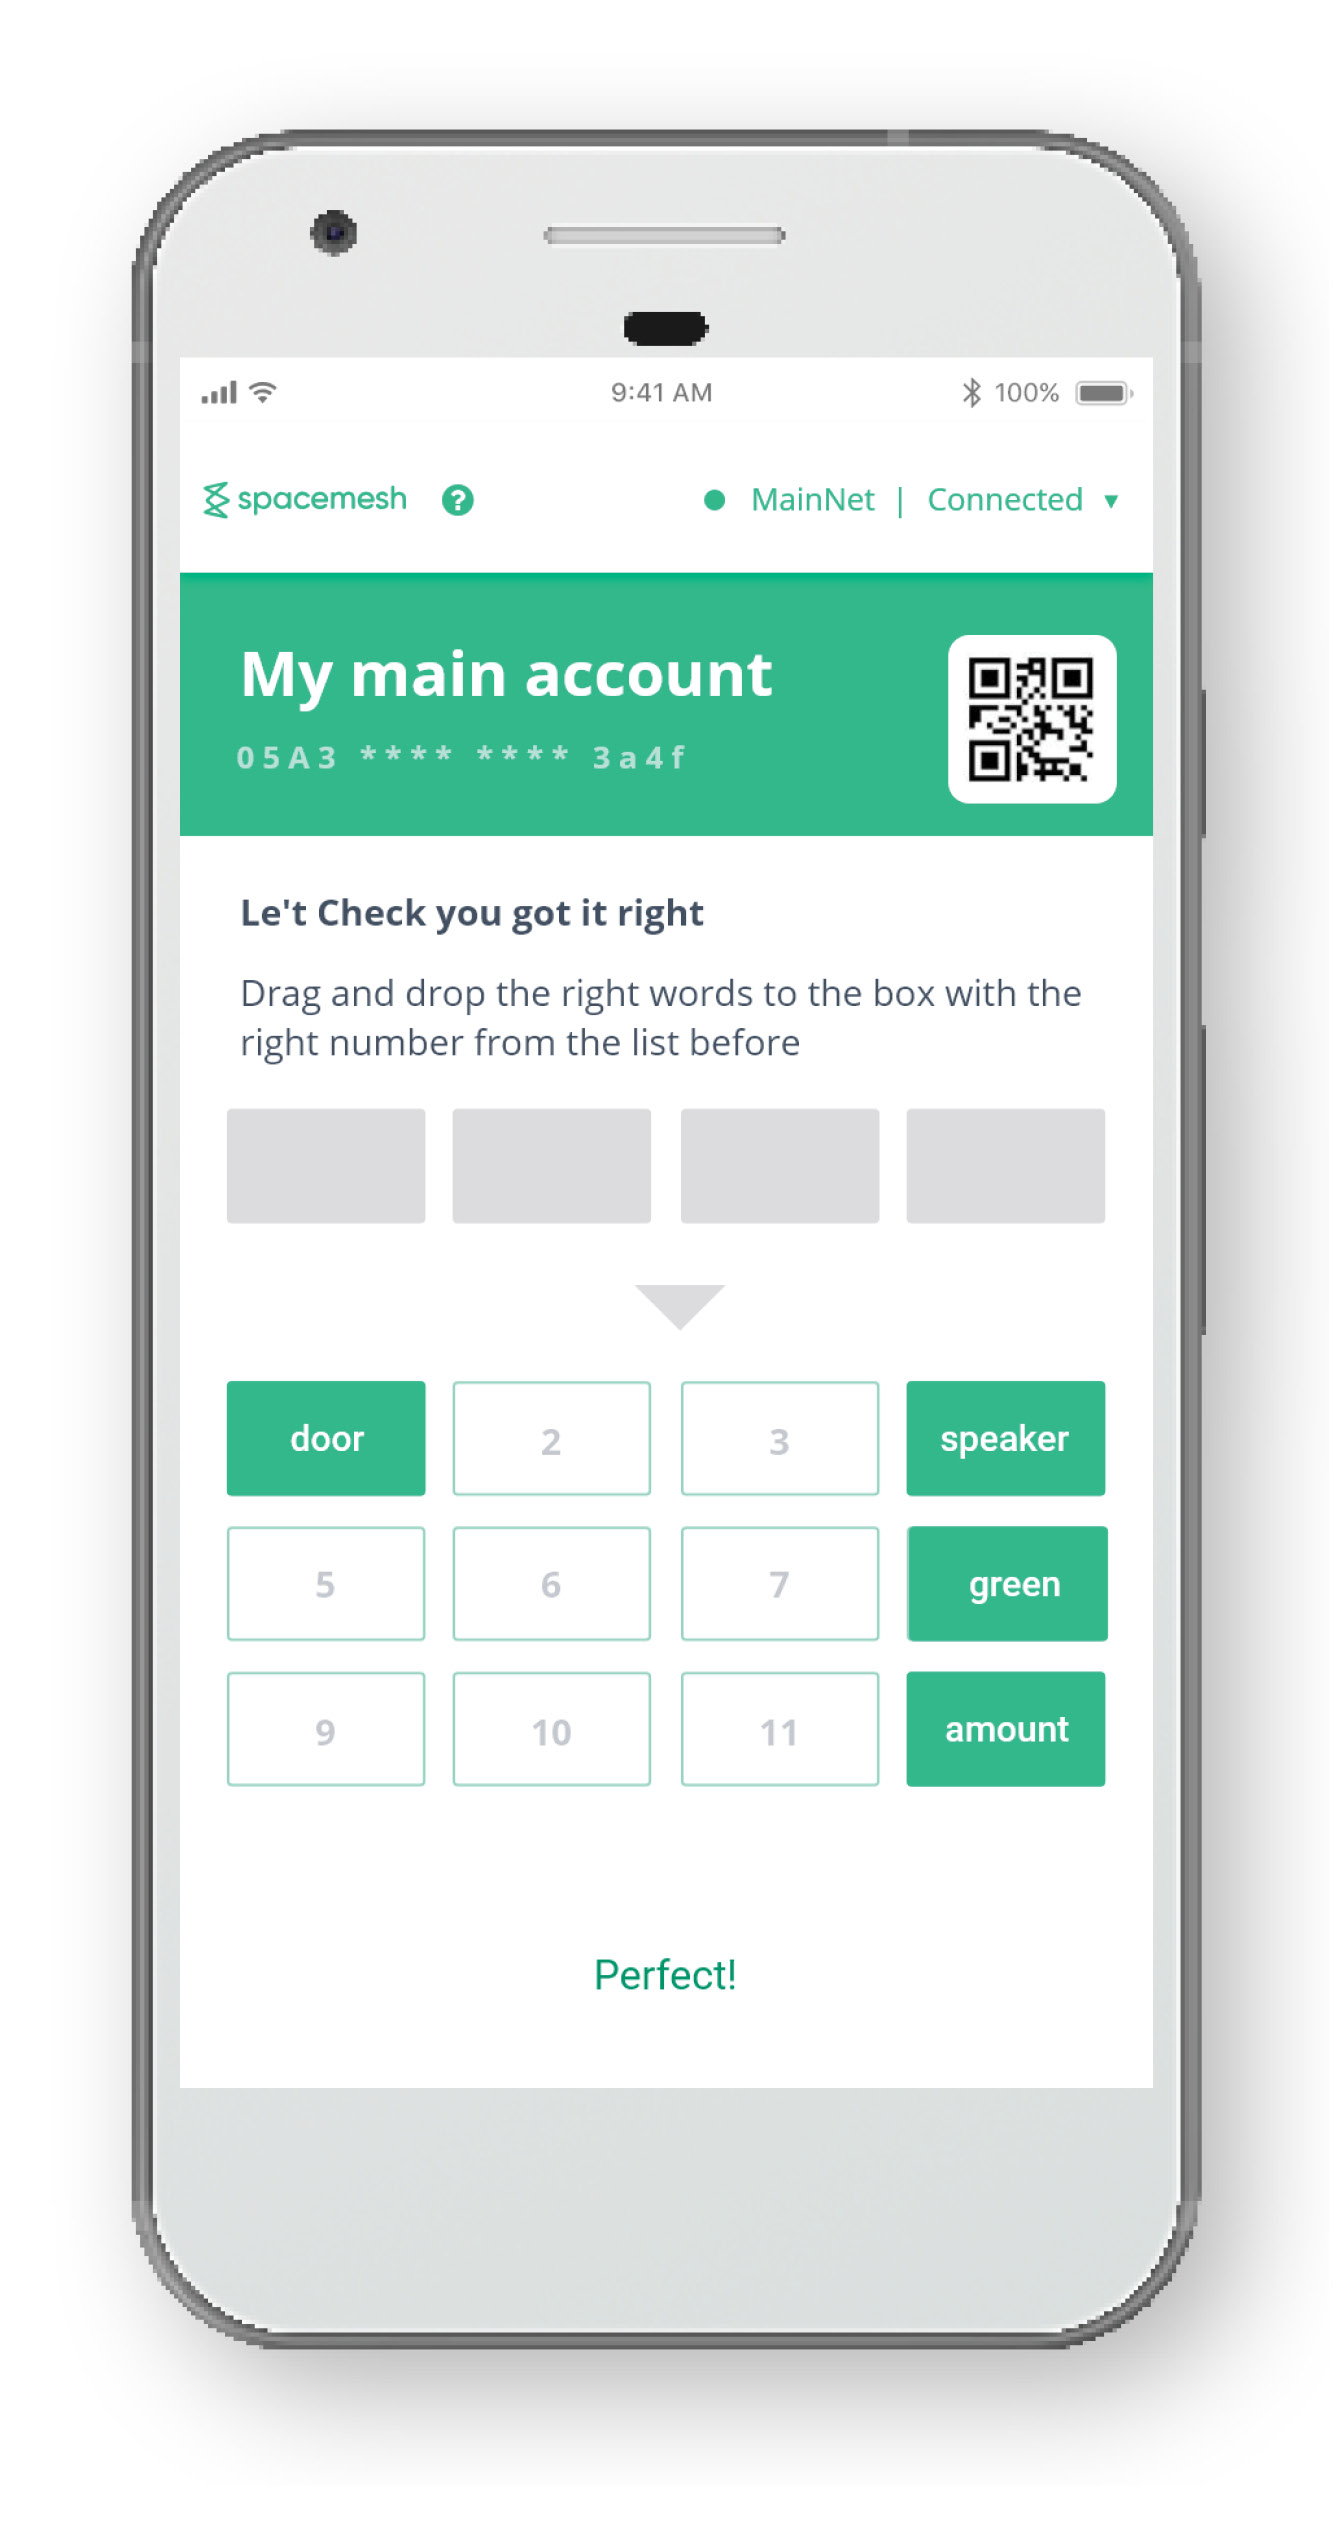 9:41 AM 100%
spacemesh ? MainNet | Connected ▼
My main account
05A3 **** **** 3a4f
Le't Check you got it right
Drag and drop the right words to the box with the
right number from the list before
door 2 3 speaker
5 6 7 green
9 10 11 amount
Perfect!